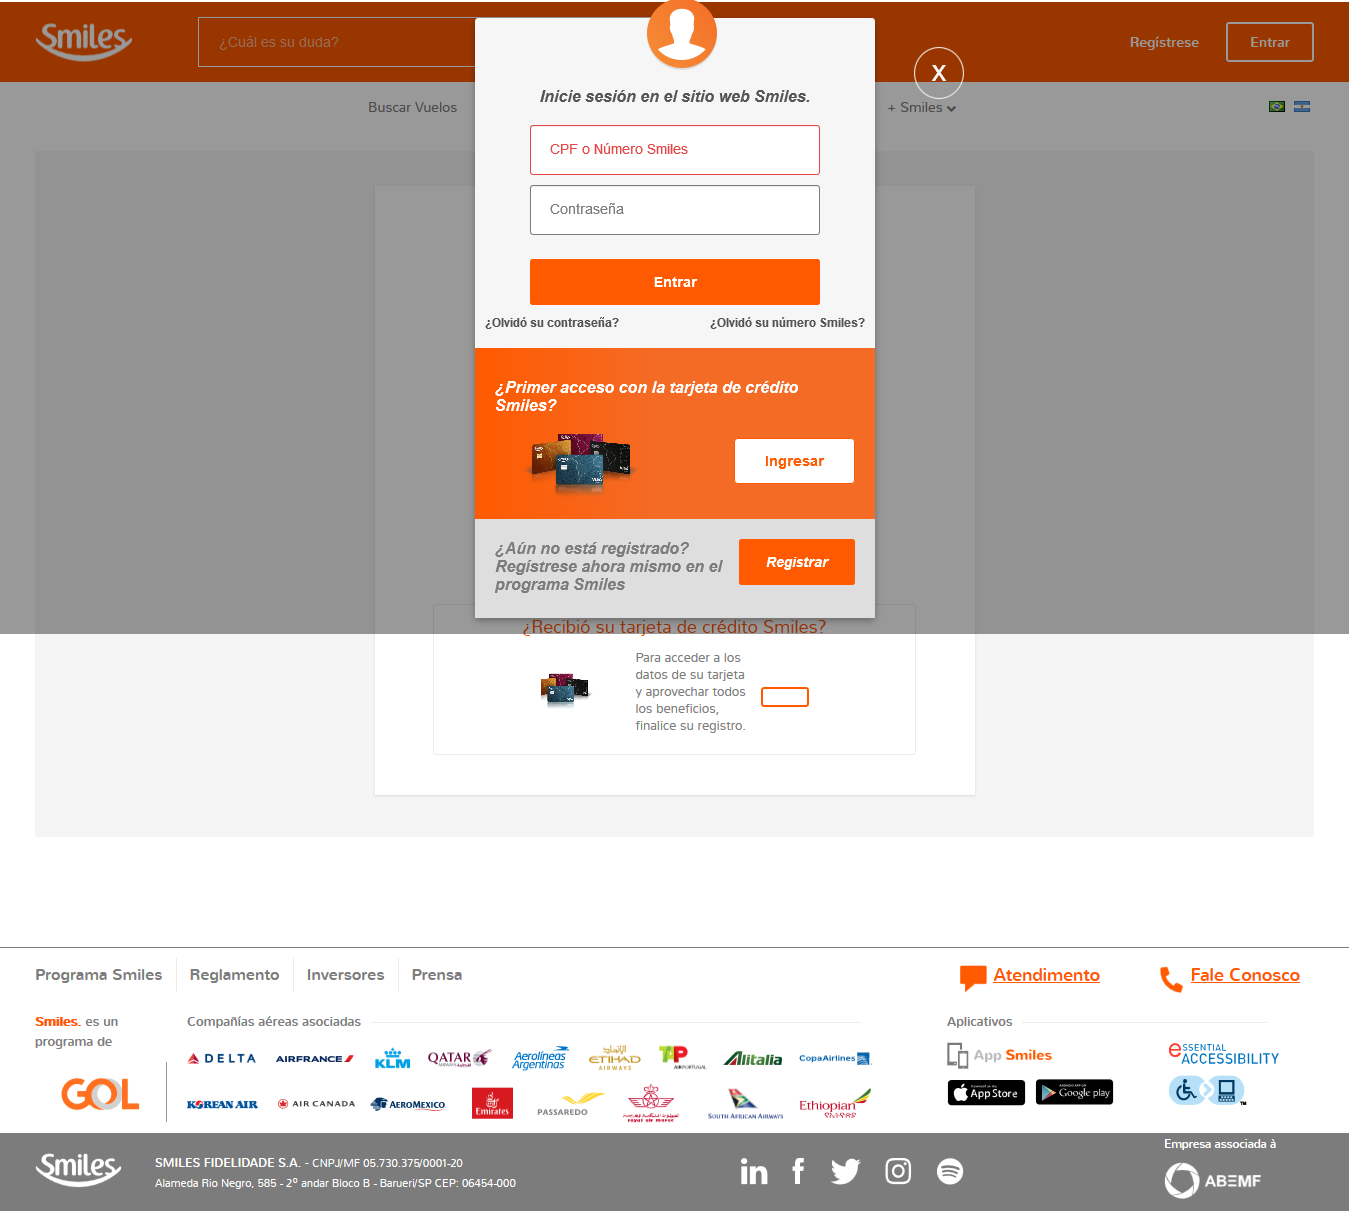 Smiles
¿Cuál es su duda?
Regístrese
Entrar
X
Buscar Vuelos
+ Smiles
Inicie sesión en el sitio web Smiles.
CPF o Número Smiles
Contraseña
Entrar
¿Olvidó su contraseña?
¿Olvidó su número Smiles?
¿Primer acceso con la tarjeta de crédito
Smiles?
Ingresar
¿Aún no está registrado?
Regístrese ahora mismo en el
programa Smiles
Registrar
¿Recibió su tarjeta de crédito Smiles?
Para acceder a los
datos de su tarjeta
y aprovechar todos
los beneficios,
finalice su registro.
Programa Smiles
Reglamento
Inversores
Prensa
Atendimento
Fale Conosco
Smiles. es un
programa de
GOL
Compañías aéreas asociadas
DELTA
AIRFRANCE
KLM
QATAR
AIRWAYS
Aerolíneas
Argentinas
ETIHAD
AIRWAYS
TAP
AIR PORTUGAL
Alitalia
CopaAirlines
KOREAN AIR
AIR CANADA
AEROMEXICO
Emirates
PASSAREDO
royal air maroc
SOUTH AFRICAN AIRWAYS
Ethiopian
Aplicativos
App Smiles
App Store
Google play
eSSENTIAL
ACCESSIBILITY
Smiles
SMILES FIDELIDADE S.A. - CNPJ/MF 05.730.375/0001-20
Alameda Rio Negro, 585 - 2º andar Bloco B - Barueri/SP CEP: 06454-000
in
f
Empresa associada à
ABEMF